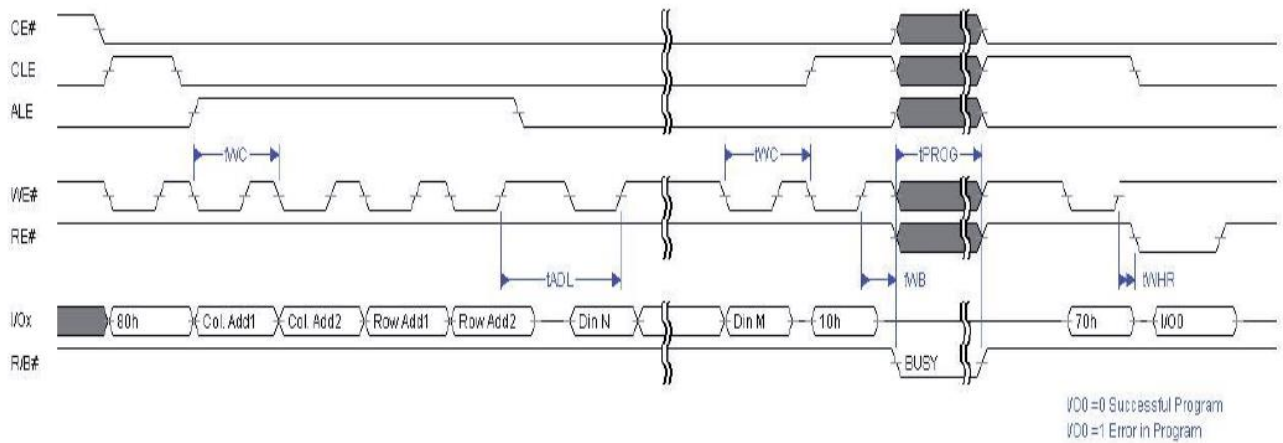 CE#
CLE
ALE
tWC
tWC
tPROG
WE#
RE#
tADL
tWB
tWHR
I/Ox
80h
Col. Add1
Col. Add2
Row Add1
Row Add2
Din N
Din M
10h
70h
I/O0
R/B#
BUSY
I/O0 =0 Successful Program
I/O0 =1 Error in Program